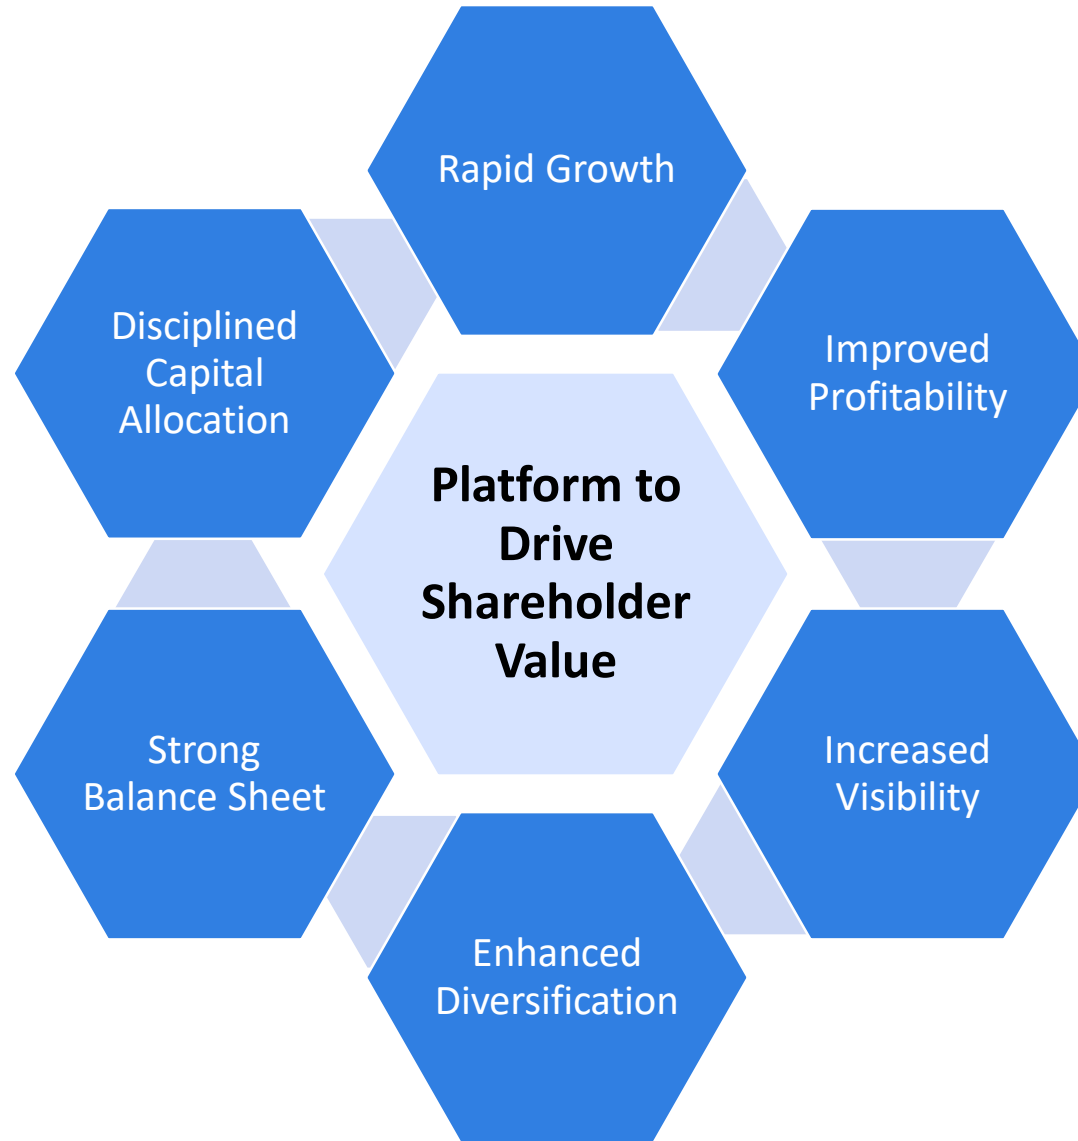 Rapid Growth
Improved
Profitability
Increased
Visibility
Enhanced
Diversification
Strong
Balance Sheet
Disciplined
Capital
Allocation
Platform to
Drive
Shareholder
Value